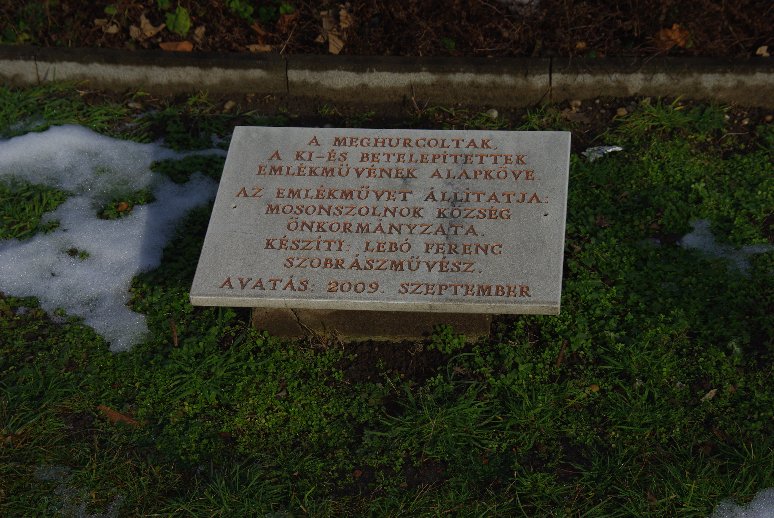 A MEGHURCOLTAK.
A KI-ÉS BETELEPÍTETTEK
EMLÉKMŰVÉNEK ALAPKÖVE.
AZ EMLÉKMŰVET ÁLLÍTATJA:
MOSONSZOLNOK KÖZSÉG
ÖNKORMÁNYZATA.
KÉSZÍTI: LEBÓ FERENC
SZOBRÁSZMŰVÉSZ.
AVATÁS: 2009. SZEPTEMBER